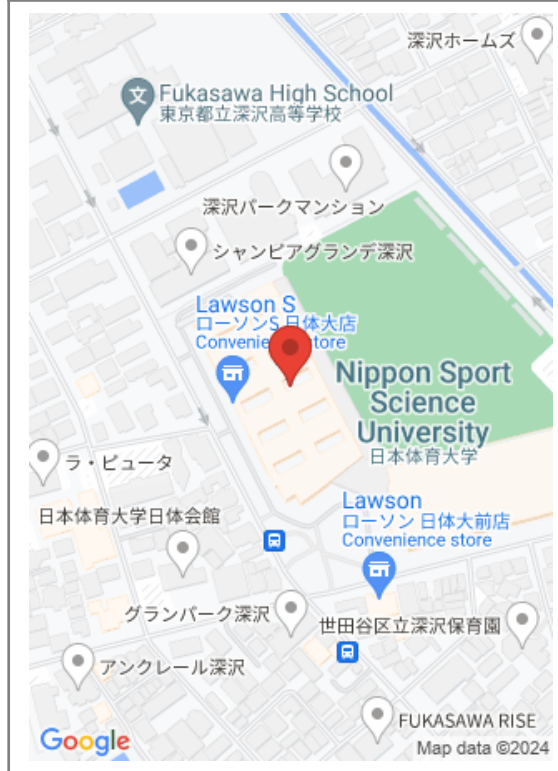 深沢ホームズ
文
Fukasawa High School
東京都立深沢高等学校
深沢パークマンション
シャンピアグランデ深沢
Lawson S
ローソンS 日体大店
Convenience store
Nippon Sport
Science
University
日本体育大学
ラ・ピュータ
Lawson
ローソン 日体大前店
Convenience store
日本体育大学日体会館
グランパーク深沢
世田谷区立深沢保育園
アンクレール深沢
FUKASAWA RISE
Google
Map data ©2024